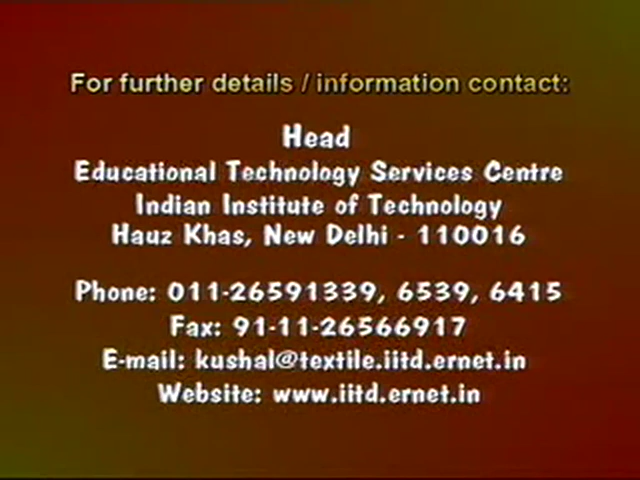 For further details / information contact:
Head
Educational Technology Services Centre
Indian Institute of Technology
Hauz Khas, New Delhi - 110016
Phone: 011-26591339, 6539, 6415
Fax: 91-11-26566917
E-mail: kushal@textile.iitd.ernet.in
Website: www.iitd.ernet.in